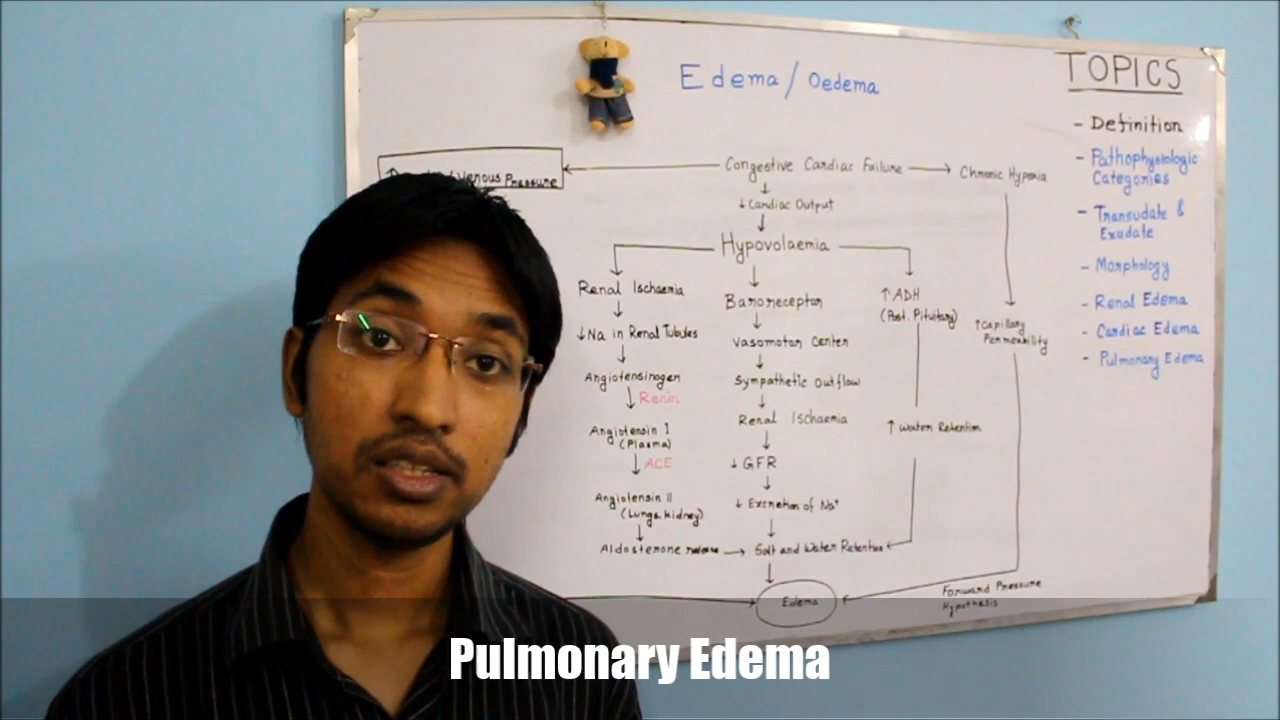 Edema / Oedema
TOPICS
- Definition
- Pathophysiologic
Categories
- Transudate &
Exudate
- Morphology
- Renal Edema
- Cardiac Edema
- Pulmonary Edema
Venous Pressure
Congestive Cardiac Failure
Chronic Hypoxia
↓ Cardiac Output
Hypovolaemia
Renal Ischaemia
↓Na in Renal Tubules
Angiotensinogen
Renin
Angiotensin I
(Plasma)
ACE
Angiotensin II
(Lungs, kidney)
Aldosterone release
Baroreceptor
Vasomotor Center
Sympathetic Outflow
Renal Ischaemia
↓ GFR
↓ Excretion of Na⁺
Salt and Water Retention
Edema
↑ ADH
(Post. Pituitary)
↑ Water Retention
↑ Capillary
Permeability
Forward Pressure
Hypothesis
Pulmonary Edema